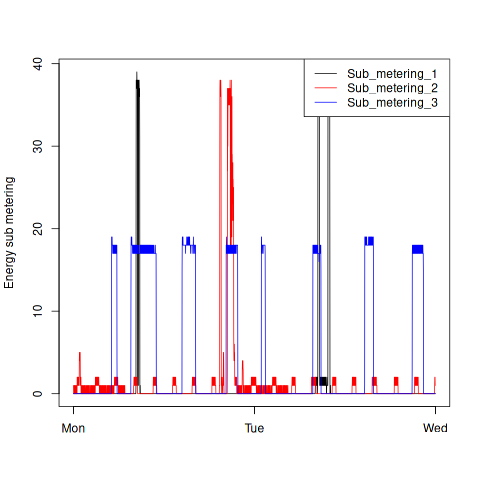 Sub_metering_1
Sub_metering_2
Sub_metering_3
Energy sub metering
40
30
20
10
0
Mon Tue Wed